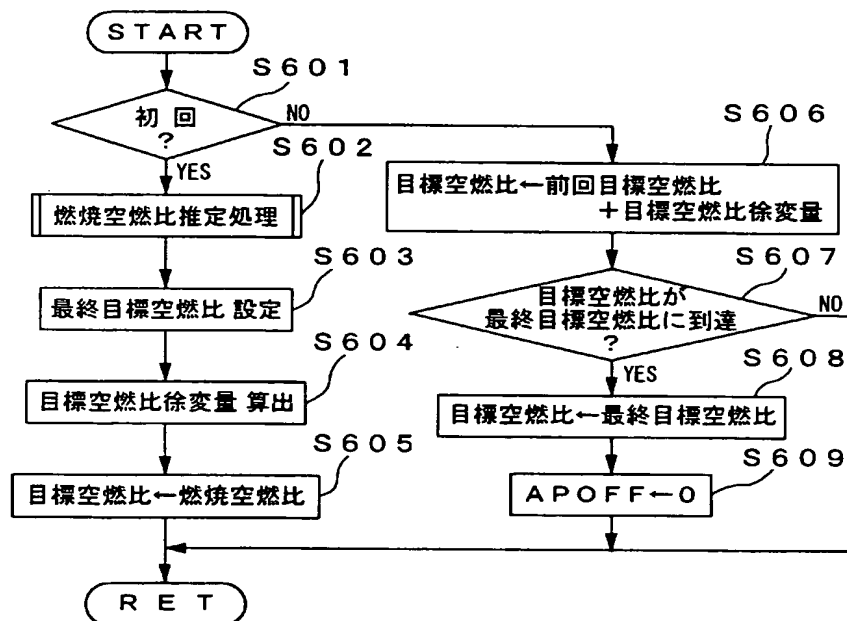 START
S601
初回
?
NO
YES
S602
燃焼空燃比推定処理
S603
最終目標空燃比 設定
S604
目標空燃比徐変量 算出
S605
目標空燃比←燃焼空燃比
S606
目標空燃比←前回目標空燃比
+目標空燃比徐変量
S607
目標空燃比が
最終目標空燃比に到達
?
NO
YES
S608
目標空燃比←最終目標空燃比
S609
APOFF←0
RET